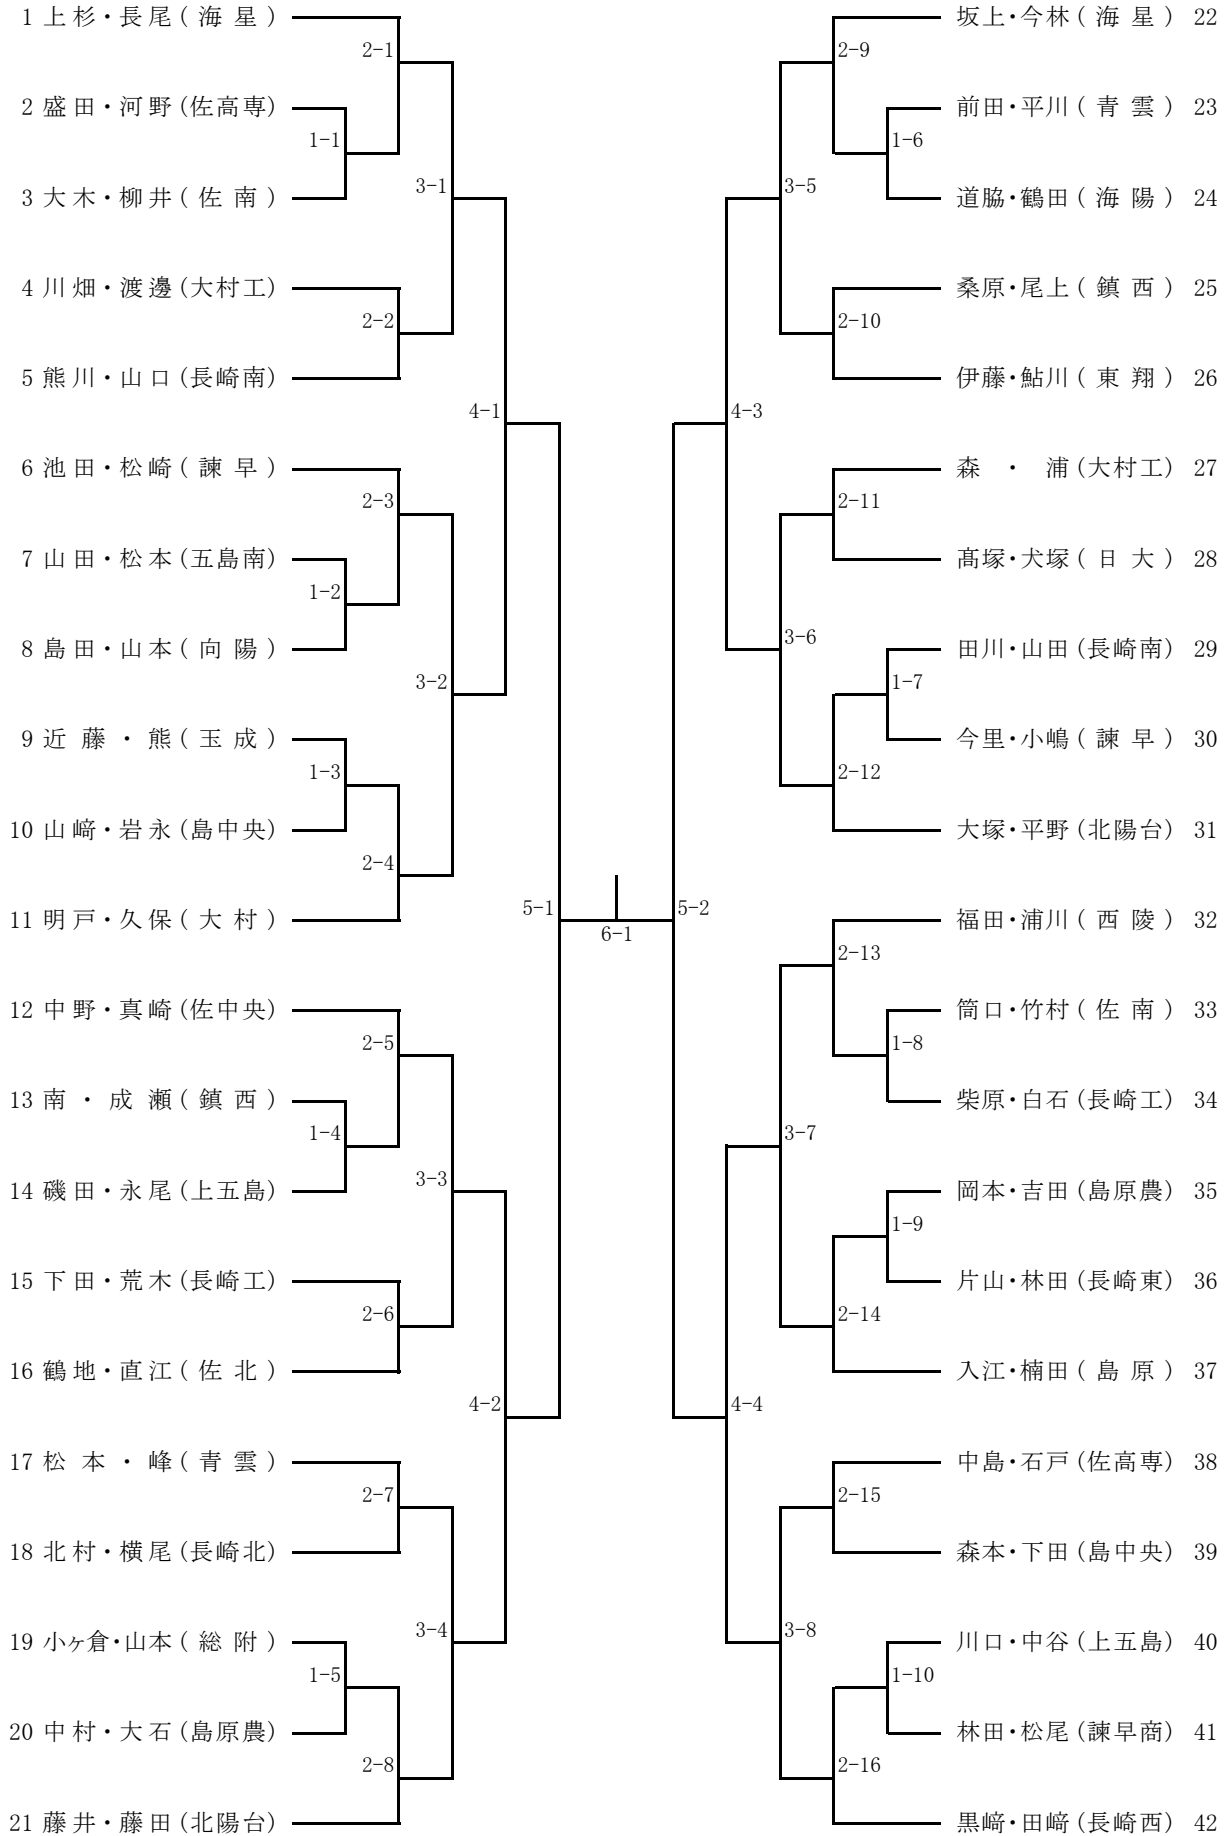 1 上杉・長尾 (海星)
2-1
2 盛田・河野 (佐高専)
1-1
3 大木・柳井 (佐南)
3-1
4 川畑・渡邊 (大村工)
2-2
5 熊川・山口 (長崎南)
4-1
6 池田・松崎 (諫早)
2-3
7 山田・松本 (五島南)
1-2
8 島田・山本 (向陽)
3-2
9 近藤・熊 (玉成)
1-3
10 山﨑・岩永 (島中央)
2-4
11 明戸・久保 (大村)
5-1
12 中野・真崎 (佐中央)
2-5
13 南・成瀬 (鎮西)
1-4
14 磯田・永尾 (上五島)
3-3
15 下田・荒木 (長崎工)
2-6
16 鶴地・直江 (佐北)
4-2
17 松本・峰 (青雲)
2-7
18 北村・横尾 (長崎北)
3-4
19 小ヶ倉・山本 (総附)
1-5
20 中村・大石 (島原農)
2-8
21 藤井・藤田 (北陽台)
6-1
坂上・今林 (海星) 22
2-9
前田・平川 (青雲) 23
1-6
道脇・鶴田 (海陽) 24
3-5
桑原・尾上 (鎮西) 25
2-10
伊藤・鮎川 (東翔) 26
4-3
森・浦 (大村工) 27
2-11
髙塚・犬塚 (日大) 28
3-6
田川・山田 (長崎南) 29
1-7
今里・小嶋 (諫早) 30
2-12
大塚・平野 (北陽台) 31
5-2
福田・浦川 (西陵) 32
2-13
筒口・竹村 (佐南) 33
1-8
柴原・白石 (長崎工) 34
3-7
岡本・吉田 (島原農) 35
1-9
片山・林田 (長崎東) 36
2-14
入江・楠田 (島原) 37
4-4
中島・石戸 (佐高専) 38
2-15
森本・下田 (島中央) 39
3-8
川口・中谷 (上五島) 40
1-10
林田・松尾 (諫早商) 41
2-16
黒﨑・田﨑 (長崎西) 42